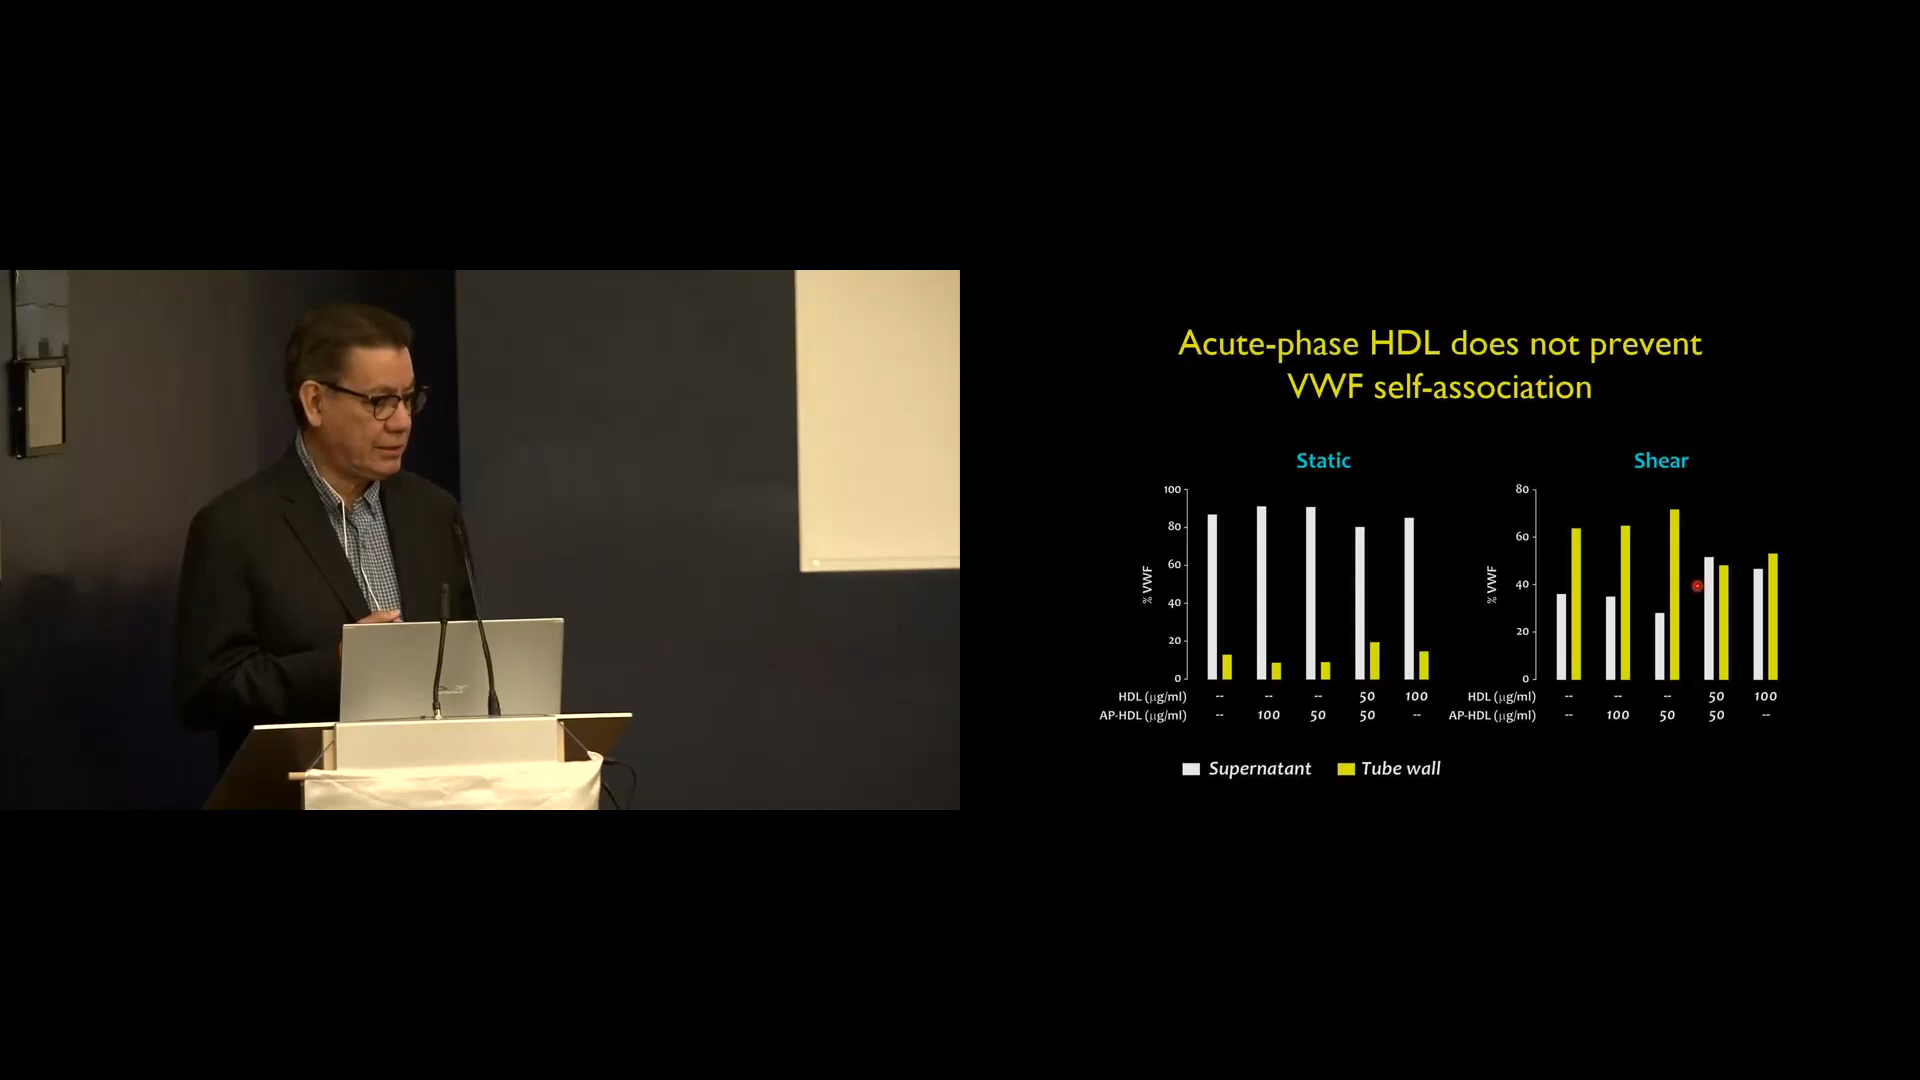 Acute-phase HDL does not prevent
VWF self-association
Static
100
80
60
40
20
0
% VWF
HDL (µg/ml) -- -- -- 50 100
AP-HDL (µg/ml) -- 100 50 50 --
Shear
80
60
40
20
0
% VWF
HDL (µg/ml) -- -- -- 50 100
AP-HDL (µg/ml) -- 100 50 50 --
Supernatant Tube wall